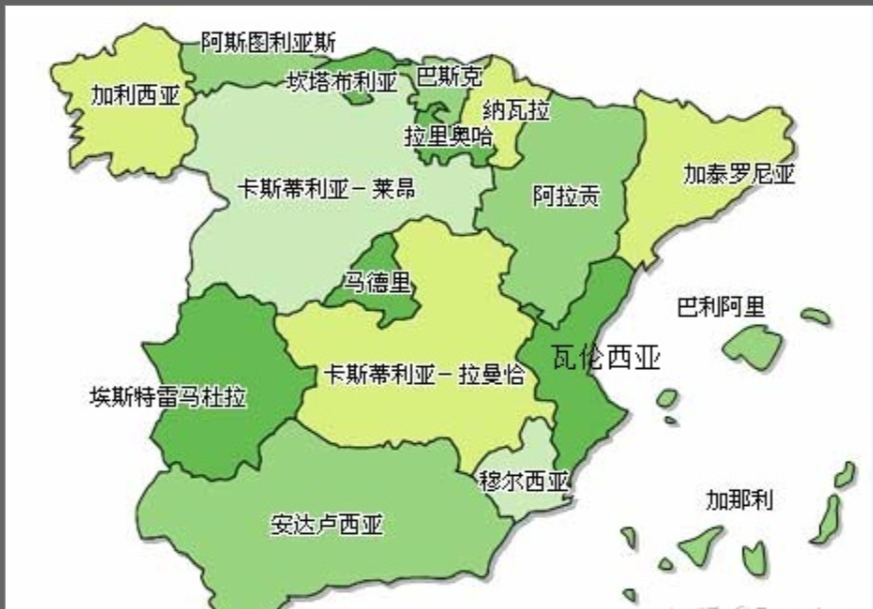 阿斯图利亚斯
坎塔布利亚
巴斯克
加利西亚
纳瓦拉
拉里奥哈
卡斯蒂利亚-莱昂
阿拉贡
加泰罗尼亚
马德里
巴利阿里
瓦伦西亚
卡斯蒂利亚-拉曼恰
埃斯特雷马杜拉
穆尔西亚
加那利
安达卢西亚